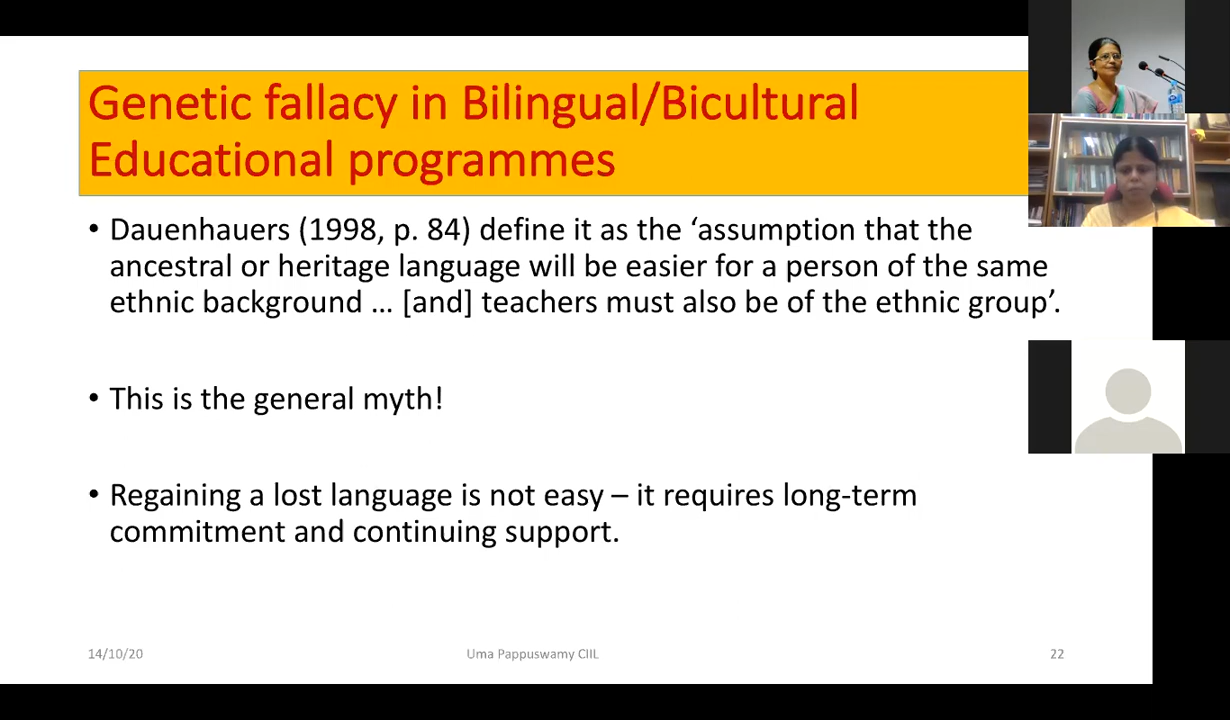 Genetic fallacy in Bilingual/Bicultural
Educational programmes
• Dauenhauers (1998, p. 84) define it as the ‘assumption that the
ancestral or heritage language will be easier for a person of the same
ethnic background … [and] teachers must also be of the ethnic group’.
• This is the general myth!
• Regaining a lost language is not easy – it requires long-term
commitment and continuing support.
14/10/20
Uma Pappuswamy CIIL
22